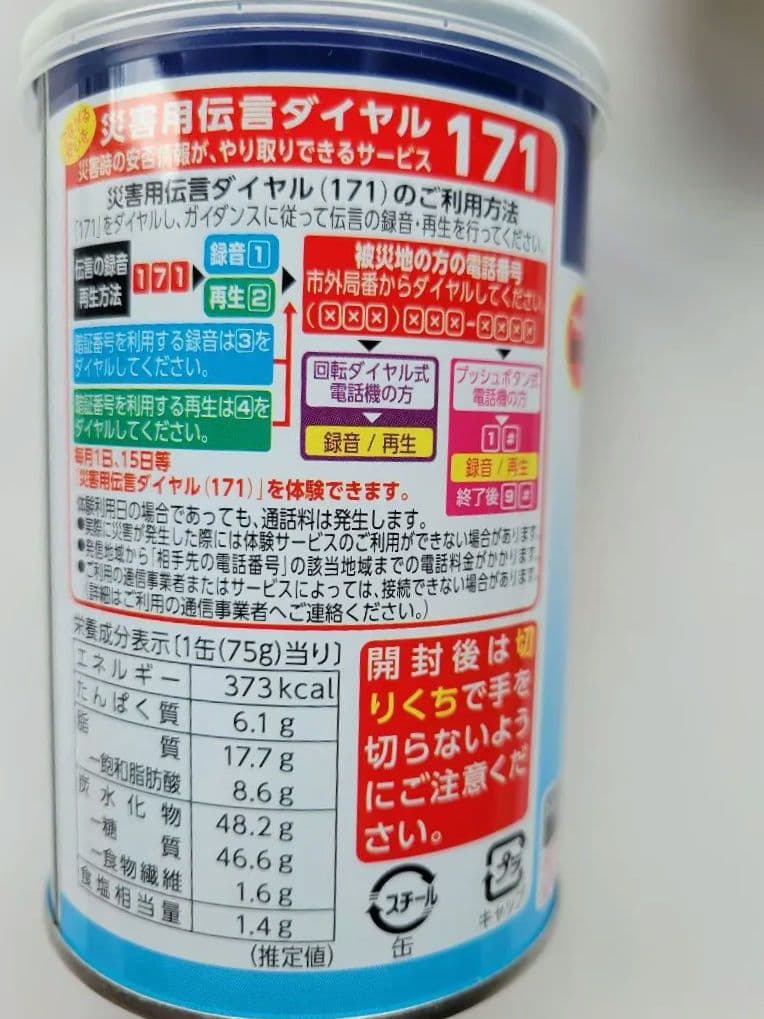 災害用伝言ダイヤル 171
災害時の安否情報が、やり取りできるサービス
災害用伝言ダイヤル(171)のご利用方法
「171」をダイヤルし、ガイダンスに従って伝言の録音・再生を行ってください。
伝言の録音
再生方法
171
録音1
再生2
被災地の方の電話番号
市外局番からダイヤルしてください
(×××)×××-××××
暗証番号を利用する録音は3を
ダイヤルしてください。
暗証番号を利用する再生は4を
ダイヤルしてください。
回転ダイヤル式
電話機の方
録音/再生
プッシュボタン式
電話機の方
1#
録音/再生
終了後9#
毎月1日、15日等
「災害用伝言ダイヤル(171)」を体験できます。
体験利用日の場合であっても、通話料は発生します。
●実際に災害が発生した際には体験サービスのご利用ができない場合があります。
●発信地域から「相手先の電話番号」の該当地域までの電話料金がかかります。
●ご利用の通信事業者またはサービスによっては、接続できない場合があります。
(詳細はご利用の通信事業者へご連絡ください。)
栄養成分表示〔1缶(75g)当り〕
エネルギー 373kcal
たんぱく質 6.1g
脂質 17.7g
－飽和脂肪酸 8.6g
炭水化物 48.2g
－糖質 46.6g
－食物繊維 1.6g
食塩相当量 1.4g
(推定値)
開封後は切
りくちで手を
切らないよう
にご注意くだ
さい。
スチール
缶
プラ
キャップ